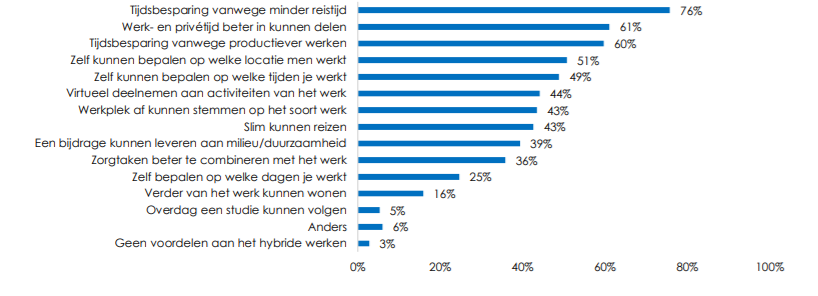 Tijdsbesparing vanwege minder reistijd 76%
Werk- en privétijd beter in kunnen delen 61%
Tijdsbesparing vanwege productiever werken 60%
Zelf kunnen bepalen op welke locatie men werkt 51%
Zelf kunnen bepalen op welke tijden je werkt 49%
Virtueel deelnemen aan activiteiten van het werk 44%
Werkplek af kunnen stemmen op het soort werk 43%
Slim kunnen reizen 43%
Een bijdrage kunnen leveren aan milieu/duurzaamheid 39%
Zorgtaken beter te combineren met het werk 36%
Zelf bepalen op welke dagen je werkt 25%
Verder van het werk kunnen wonen 16%
Overdag een studie kunnen volgen 5%
Anders 6%
Geen voordelen aan het hybride werken 3%
0% 20% 40% 60% 80% 100%